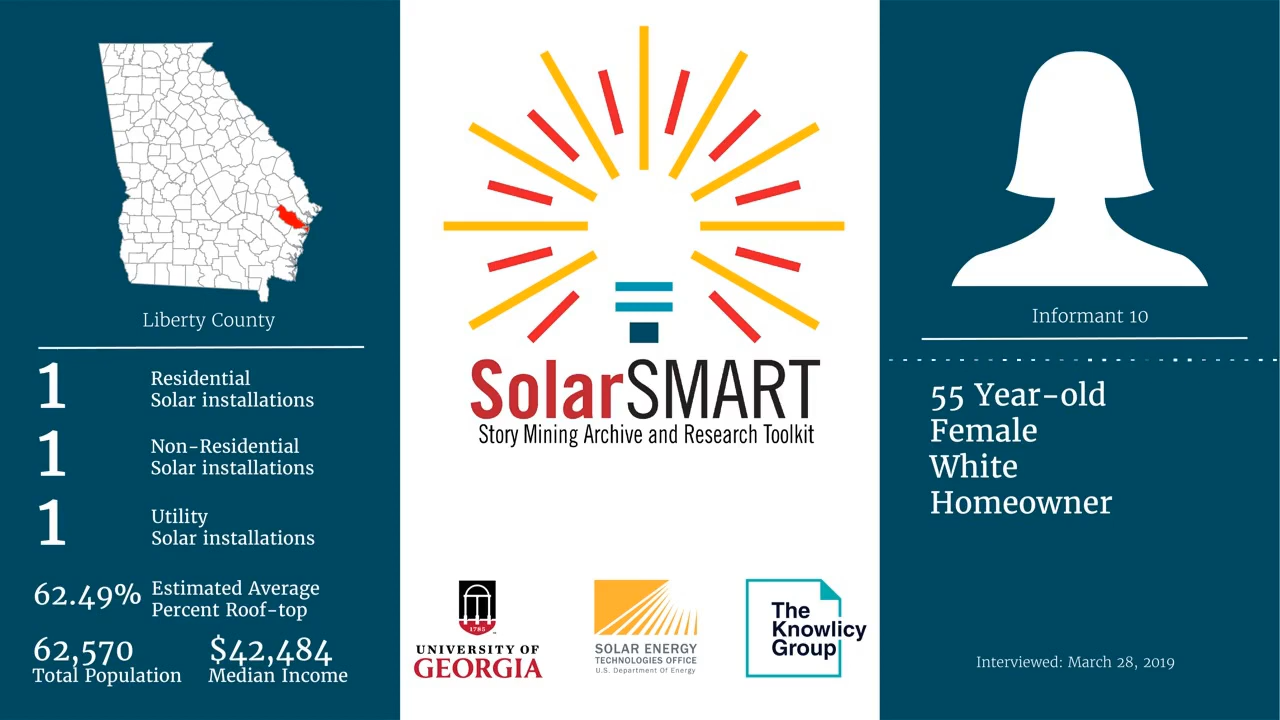 Liberty County
1 Residential
Solar installations
1 Non-Residential
Solar installations
1 Utility
Solar installations
62.49% Estimated Average
Percent Roof-top
62,570 $42,484
Total Population Median Income
SolarSMART
Story Mining Archive and Research Toolkit
1785
UNIVERSITY OF
GEORGIA
SOLAR ENERGY
TECHNOLOGIES OFFICE
U.S. Department Of Energy
The
Knowlicy
Group
Informant 10
55 Year-old
Female
White
Homeowner
Interviewed: March 28, 2019